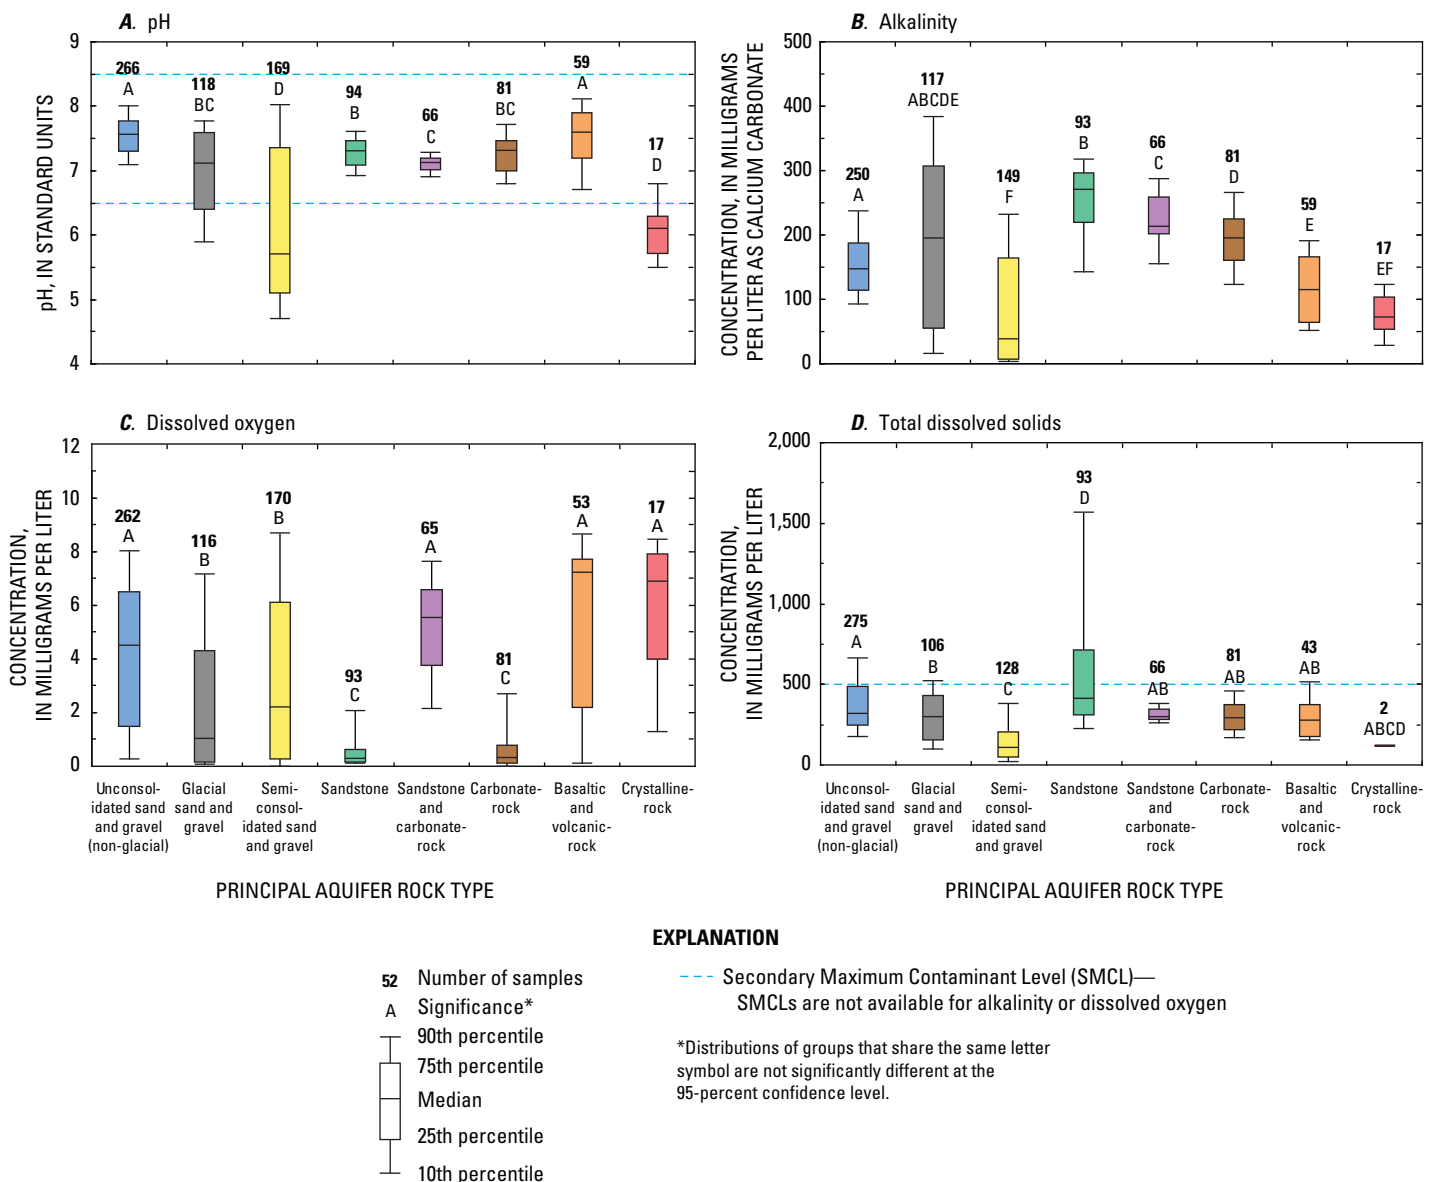 A. pH
9
8
7
6
5
4
pH, IN STANDARD UNITS
266
A
118
BC
169
D
94
B
66
C
81
BC
59
A
17
D
B. Alkalinity
500
400
300
200
100
0
CONCENTRATION, IN MILLIGRAMS
PER LITER AS CALCIUM CARBONATE
250
A
117
ABCDE
149
F
93
B
66
C
81
D
59
E
17
EF
C. Dissolved oxygen
12
10
8
6
4
2
0
CONCENTRATION,
IN MILLIGRAMS PER LITER
262
A
116
B
170
B
93
C
65
A
81
C
53
A
17
A
Unconsol-
idated sand
and gravel
(non-glacial)
Glacial
sand and
gravel
Semi-
consol-
idated sand
and gravel
Sandstone
Sandstone
and
carbonate-
rock
Carbonate-
rock
Basaltic
and
volcanic-
rock
Crystalline-
rock
PRINCIPAL AQUIFER ROCK TYPE
D. Total dissolved solids
2,000
1,500
1,000
500
0
CONCENTRATION,
IN MILLIGRAMS PER LITER
275
A
106
B
128
C
93
D
66
AB
81
AB
43
AB
2
ABCD
Unconsol-
idated sand
and gravel
(non-glacial)
Glacial
sand and
gravel
Semi-
consol-
idated sand
and gravel
Sandstone
Sandstone
and
carbonate-
rock
Carbonate-
rock
Basaltic
and
volcanic-
rock
Crystalline-
rock
PRINCIPAL AQUIFER ROCK TYPE
EXPLANATION
52 Number of samples
A Significance*
90th percentile
75th percentile
Median
25th percentile
10th percentile
Secondary Maximum Contaminant Level (SMCL)—
SMCLs are not available for alkalinity or dissolved oxygen
*Distributions of groups that share the same letter
symbol are not significantly different at the
95-percent confidence level.